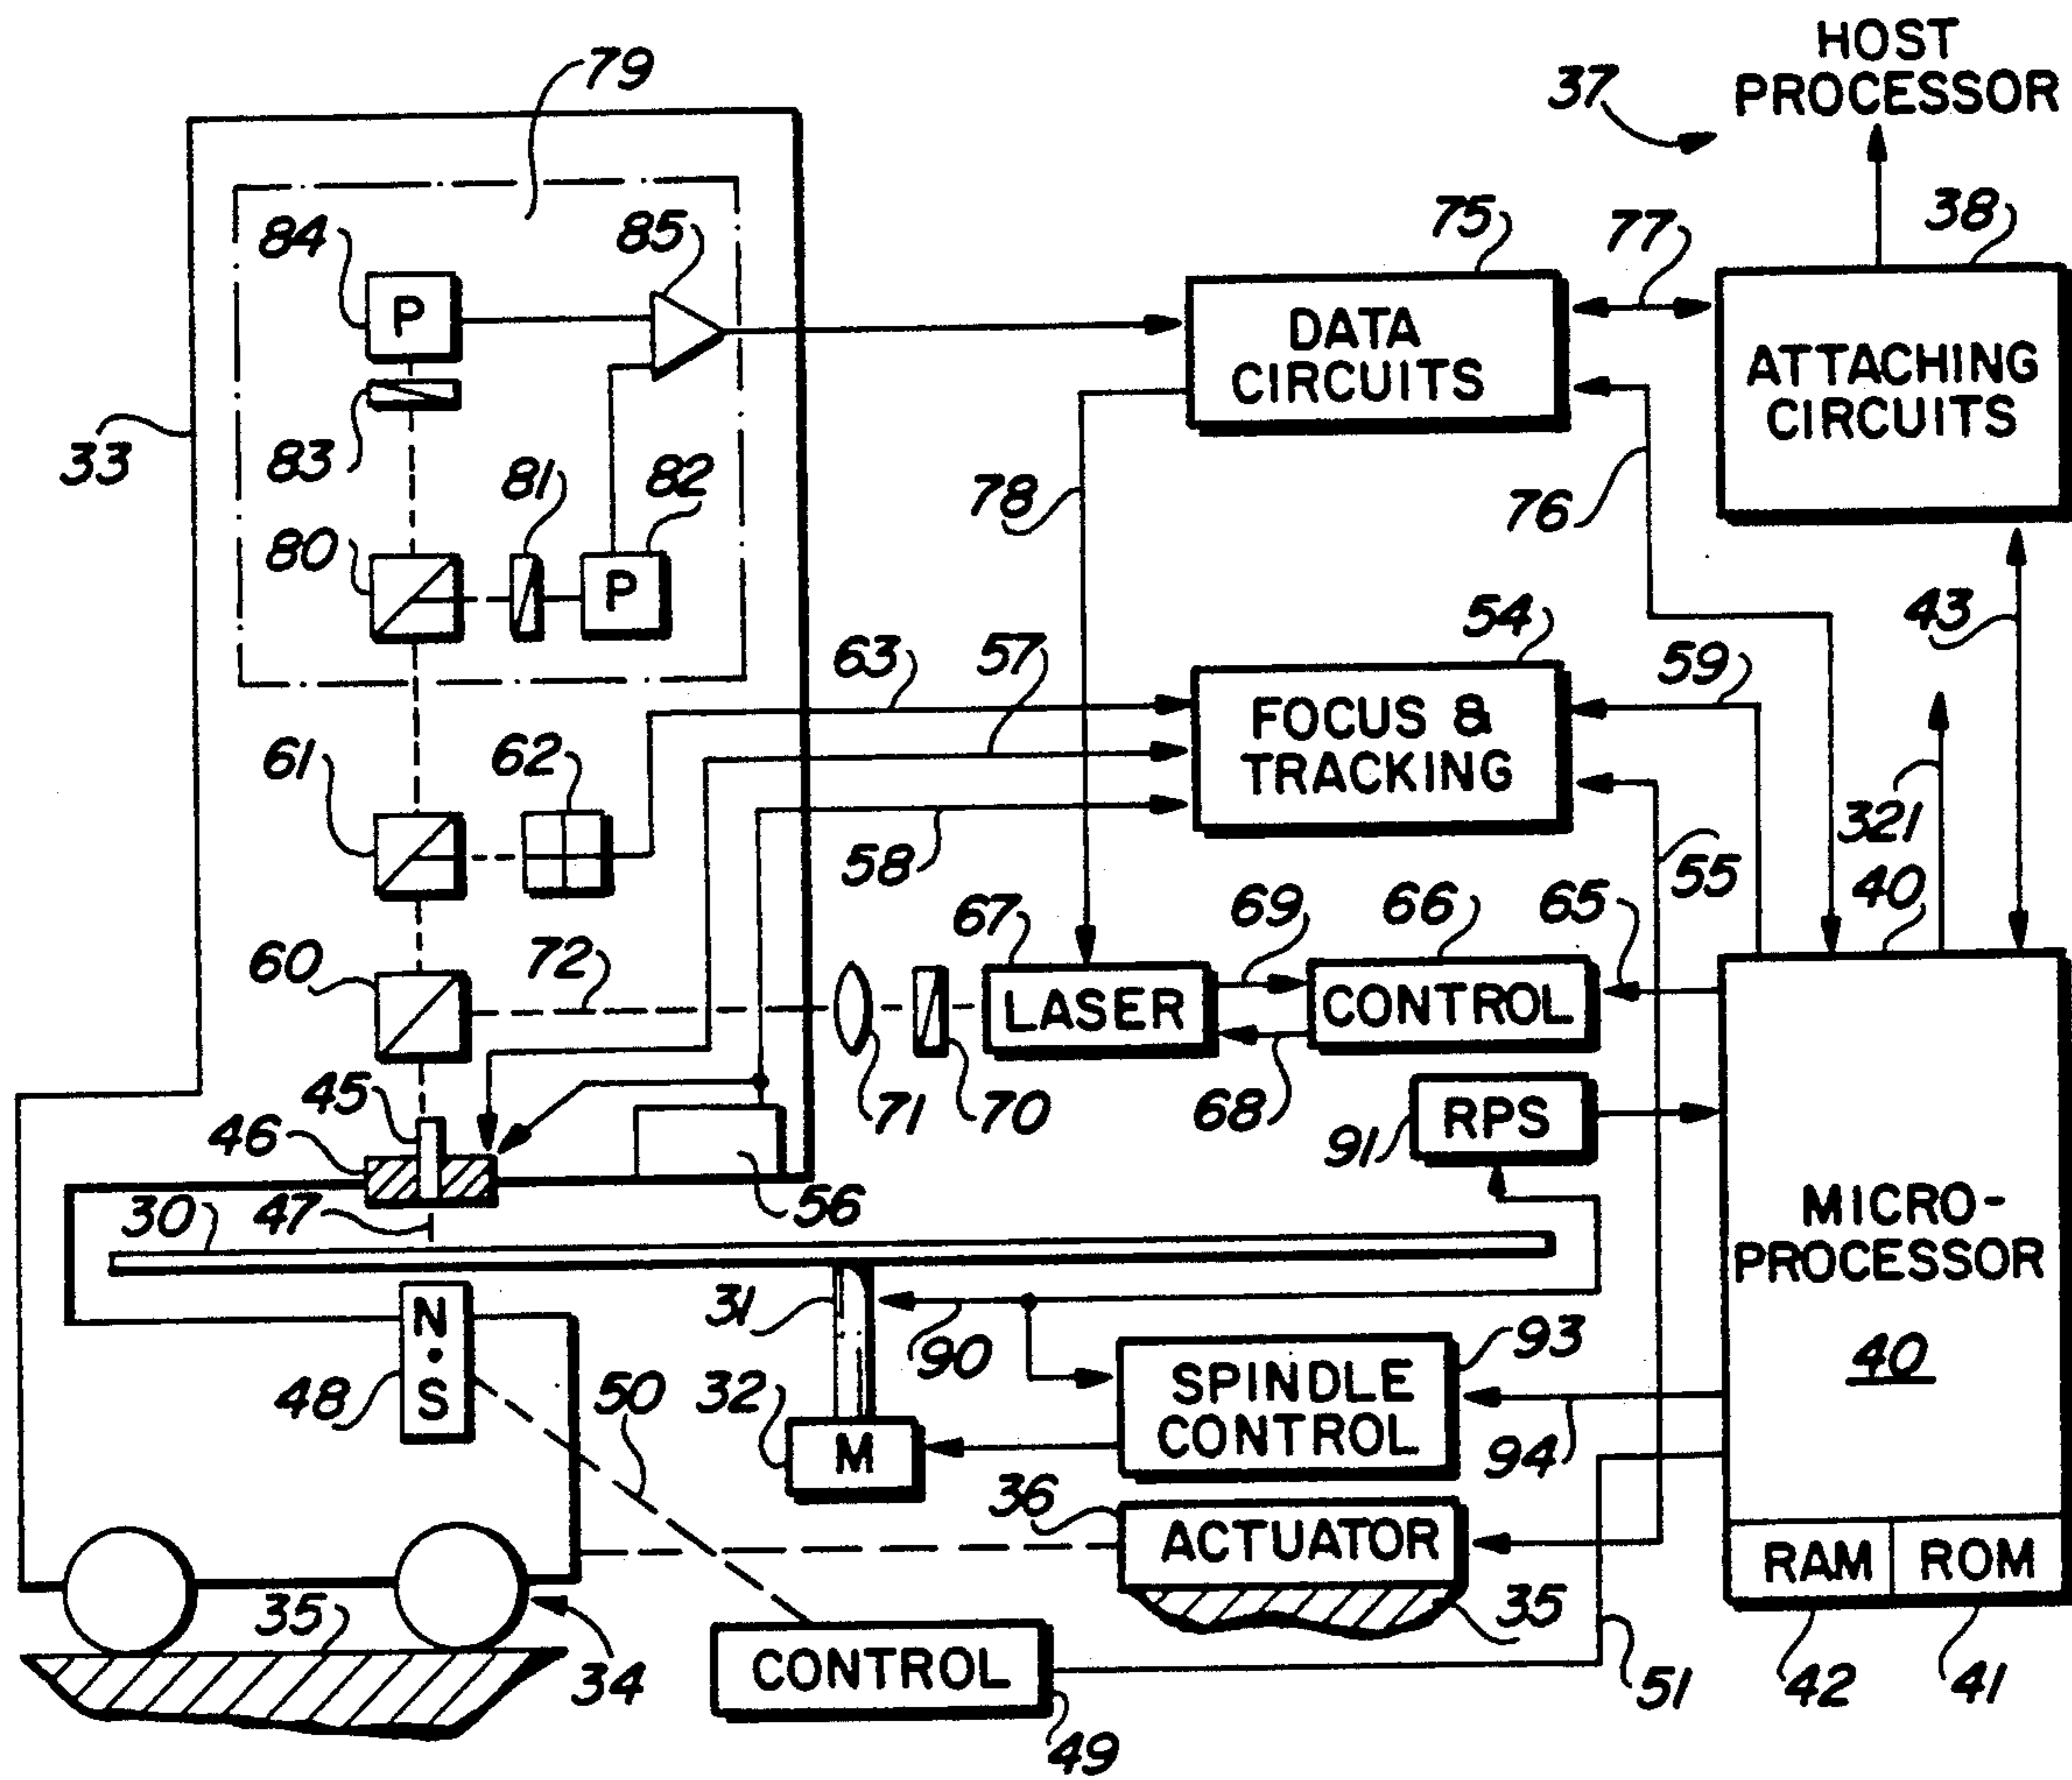 HOST
PROCESSOR
37
79
33
84
P
85
83
80
81
82
P
75
DATA
CIRCUITS
77
38
ATTACHING
CIRCUITS
78
76
43
61
62
63
57
54
FOCUS &
TRACKING
59
58
55
321
40
60
72
67
LASER
69
66
CONTROL
65
71
70
68
45
46
47
30
56
91
RPS
MICRO-
PROCESSOR
40
N
S
48
50
31
90
32
M
93
SPINDLE
CONTROL
94
36
ACTUATOR
35
RAM
ROM
35
34
CONTROL
49
51
42
41